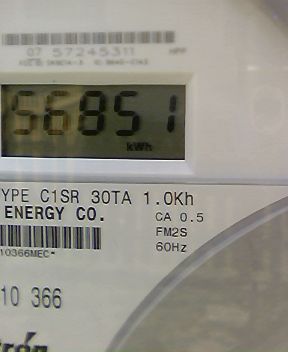 07 57245311
56851
kWh
YPE C1SR 30TA 1.0Kh
ENERGY CO.
CA 0.5
FM2S
60Hz
10366MEC*
10 366
trón